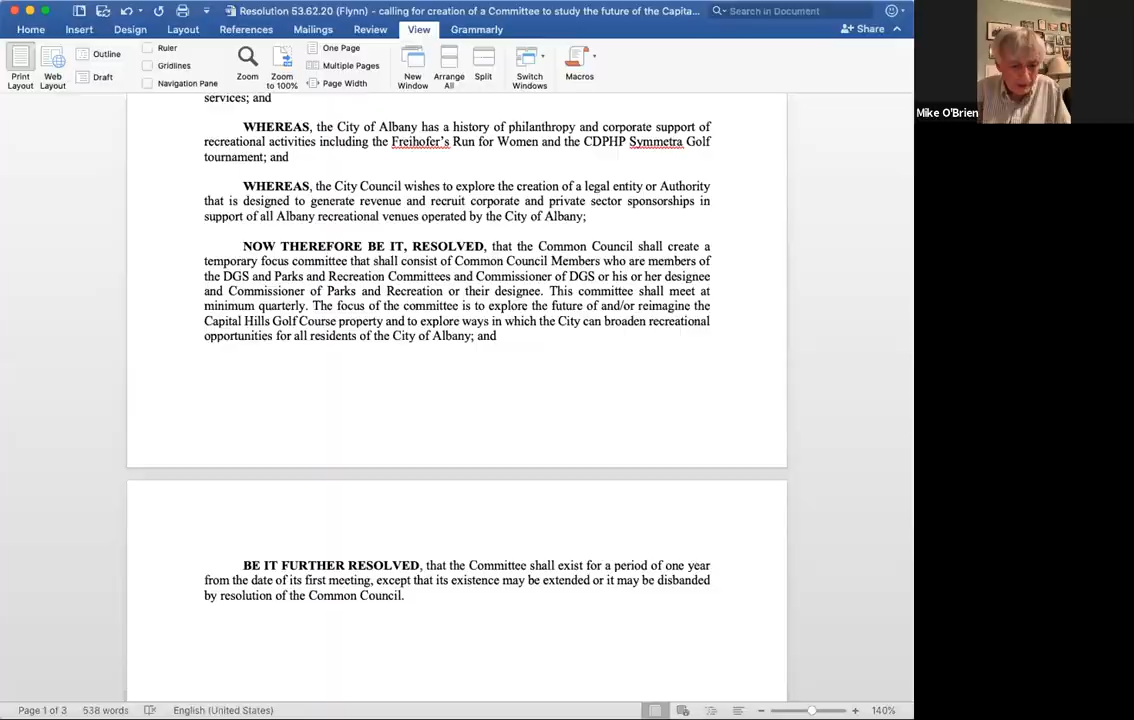 Resolution 53.62.20 (Flynn) - calling for creation of a Committee to study the future of the Capita...
Search in Document
Home Insert Design Layout References Mailings Review View Grammarly
Share
Print Layout
Web Layout
Outline
Draft
Ruler
Gridlines
Navigation Pane
Zoom
Zoom to 100%
One Page
Multiple Pages
Page Width
New Window
Arrange All
Split
Switch Windows
Macros
services; and
WHEREAS, the City of Albany has a history of philanthropy and corporate support of
recreational activities including the Freihofer's Run for Women and the CDPHP Symmetra Golf
tournament; and
WHEREAS, the City Council wishes to explore the creation of a legal entity or Authority
that is designed to generate revenue and recruit corporate and private sector sponsorships in
support of all Albany recreational venues operated by the City of Albany;
NOW THEREFORE BE IT, RESOLVED, that the Common Council shall create a
temporary focus committee that shall consist of Common Council Members who are members of
the DGS and Parks and Recreation Committees and Commissioner of DGS or his or her designee
and Commissioner of Parks and Recreation or their designee. This committee shall meet at
minimum quarterly. The focus of the committee is to explore the future of and/or reimagine the
Capital Hills Golf Course property and to explore ways in which the City can broaden recreational
opportunities for all residents of the City of Albany; and
BE IT FURTHER RESOLVED, that the Committee shall exist for a period of one year
from the date of its first meeting, except that its existence may be extended or it may be disbanded
by resolution of the Common Council.
Page 1 of 3 538 words English (United States) 140%
Mike O'Brien